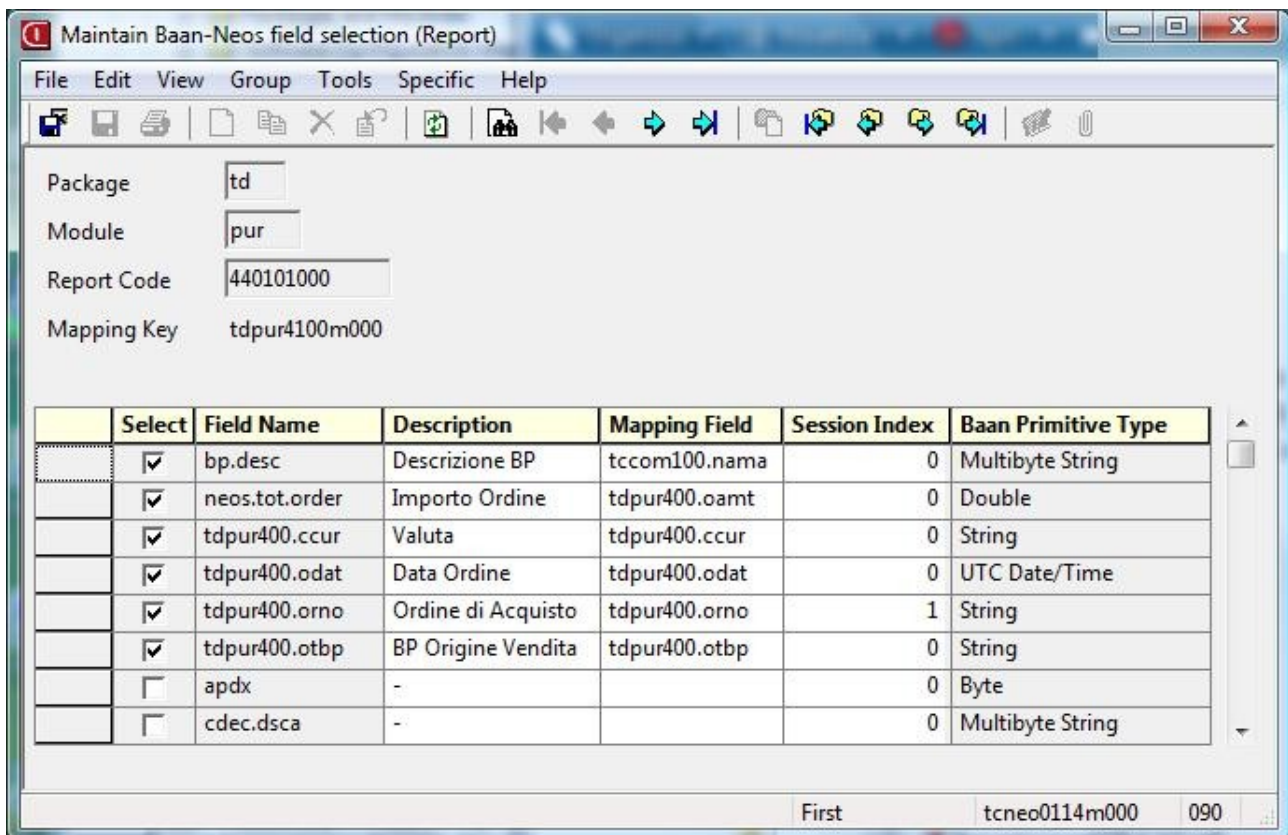 Maintain Baan-Neos field selection (Report)
File Edit View Group Tools Specific Help
Package td
Module pur
Report Code 440101000
Mapping Key tdpur4100m000
Select Field Name Description Mapping Field Session Index Baan Primitive Type
bp.desc Descrizione BP tccom100.nama 0 Multibyte String
neos.tot.order Importo Ordine tdpur400.oamt 0 Double
tdpur400.ccur Valuta tdpur400.ccur 0 String
tdpur400.odat Data Ordine tdpur400.odat 0 UTC Date/Time
tdpur400.orno Ordine di Acquisto tdpur400.orno 1 String
tdpur400.otbp BP Origine Vendita tdpur400.otbp 0 String
apdx - 0 Byte
cdec.dsca - 0 Multibyte String
First tcneo0114m000 090